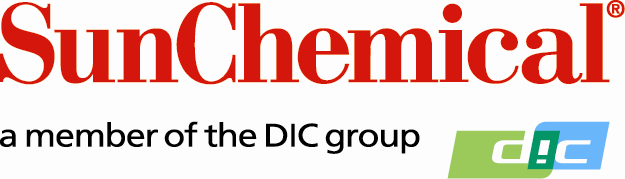 SunChemical®
a member of the DIC group
dic